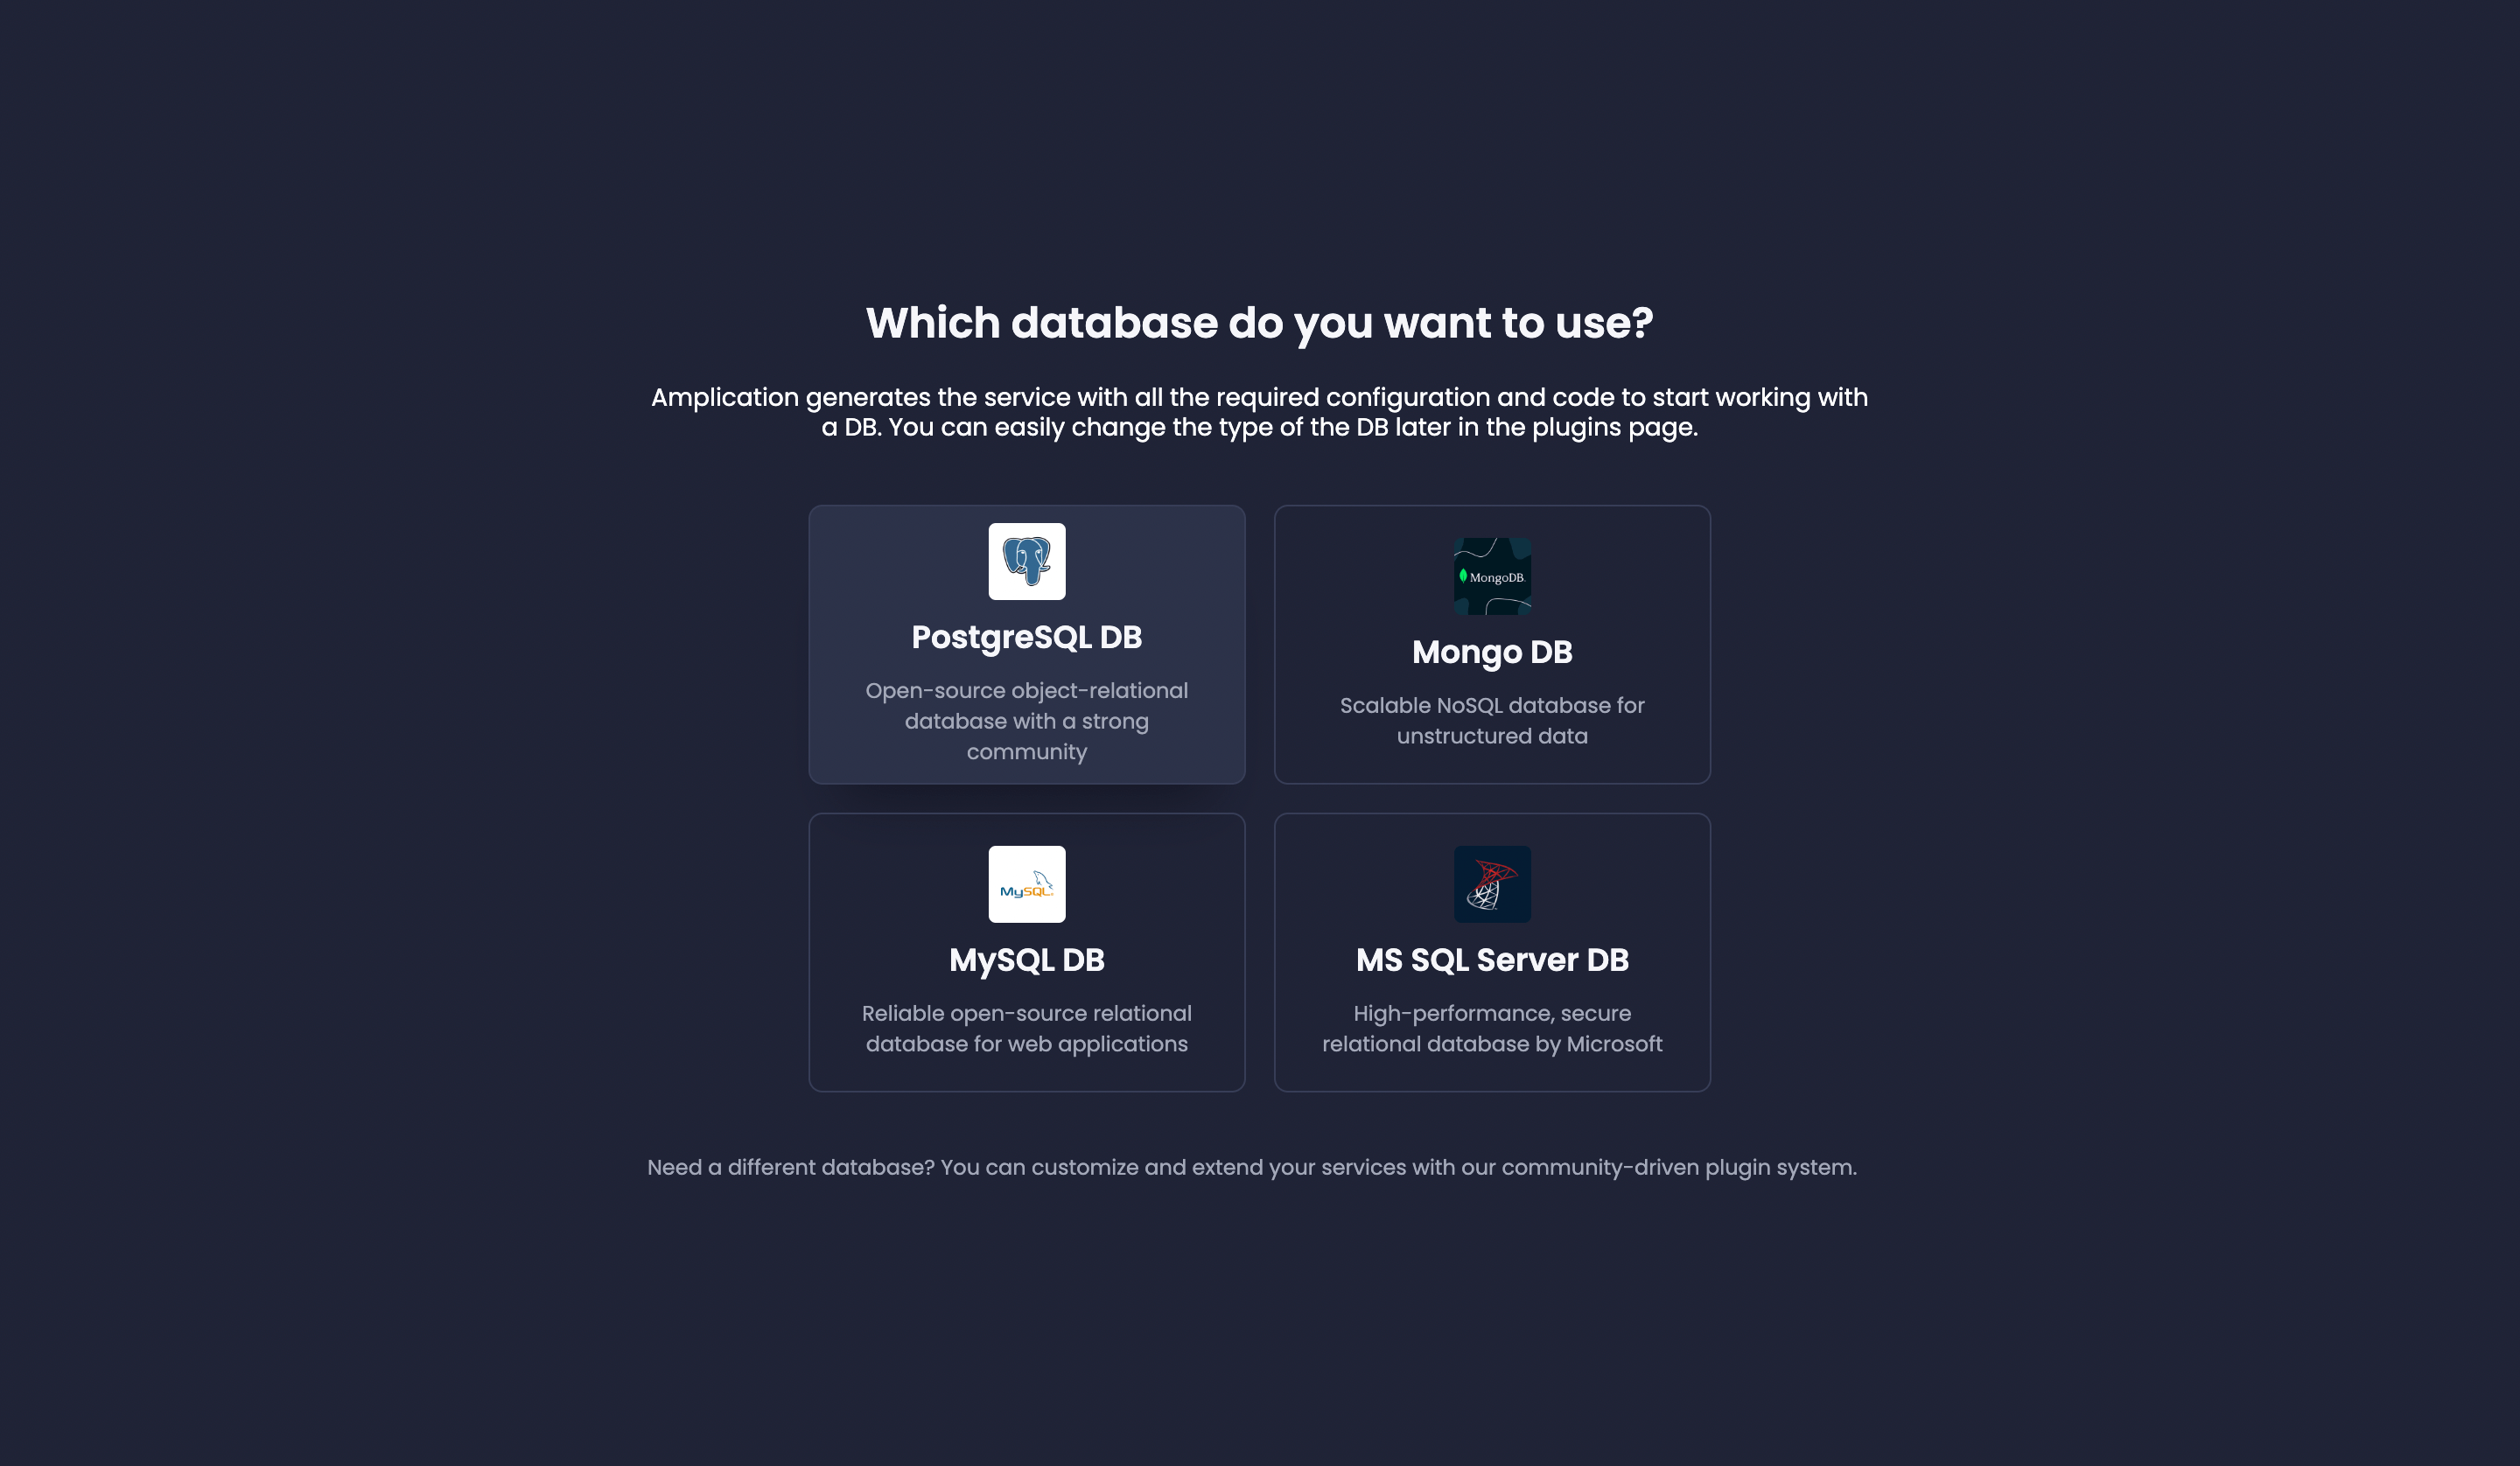 Which database do you want to use?
Amplication generates the service with all the required configuration and code to start working with
a DB. You can easily change the type of the DB later in the plugins page.
PostgreSQL DB
Open-source object-relational
database with a strong
community
MongoDB.
Mongo DB
Scalable NoSQL database for
unstructured data
MySQL.
MySQL DB
Reliable open-source relational
database for web applications
MS SQL Server DB
High-performance, secure
relational database by Microsoft
Need a different database? You can customize and extend your services with our community-driven plugin system.